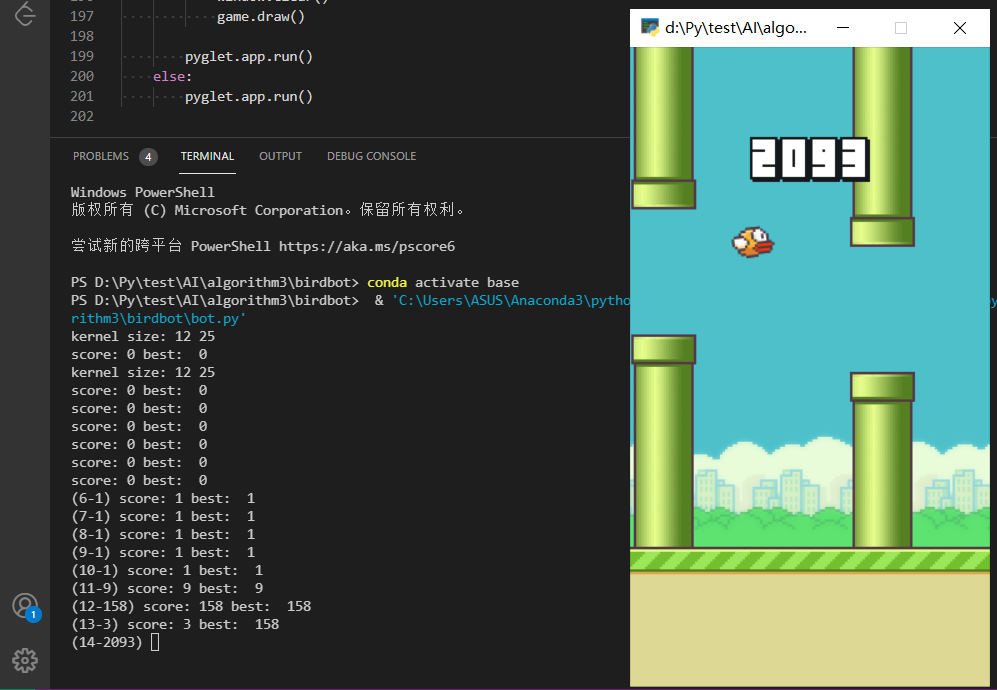 window.clear()
197 game.draw()
198
199 pyglet.app.run()
200 else:
201 pyglet.app.run()
202
PROBLEMS 4 TERMINAL OUTPUT DEBUG CONSOLE
Windows PowerShell
版权所有 (C) Microsoft Corporation。保留所有权利。
尝试新的跨平台 PowerShell https://aka.ms/pscore6
PS D:\Py\test\AI\algorithm3\birdbot> conda activate base
PS D:\Py\test\AI\algorithm3\birdbot> & 'C:\Users\ASUS\Anaconda3\pytho
rithm3\birdbot\bot.py'
kernel size: 12 25
score: 0 best: 0
kernel size: 12 25
score: 0 best: 0
score: 0 best: 0
score: 0 best: 0
score: 0 best: 0
score: 0 best: 0
score: 0 best: 0
(6-1) score: 1 best: 1
(7-1) score: 1 best: 1
(8-1) score: 1 best: 1
(9-1) score: 1 best: 1
(10-1) score: 1 best: 1
(11-9) score: 9 best: 9
(12-158) score: 158 best: 158
(13-3) score: 3 best: 158
(14-2093)
1
d:\Py\test\AI\algo...
2093